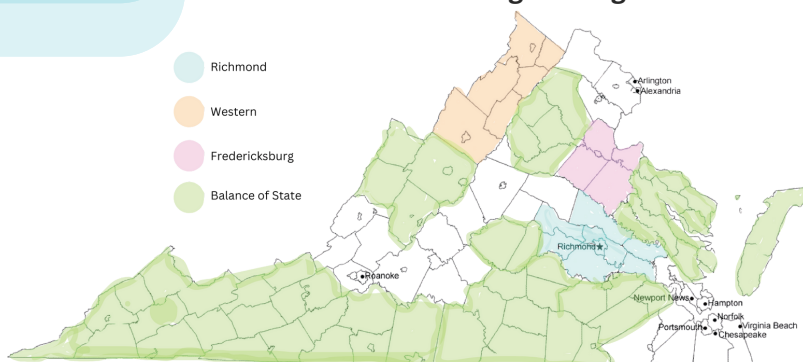 Richmond
Western
Fredericksburg
Balance of State
Arlington
Alexandria
Richmond
Roanoke
Newport News
Hampton
Norfolk
Portsmouth
Virginia Beach
Chesapeake